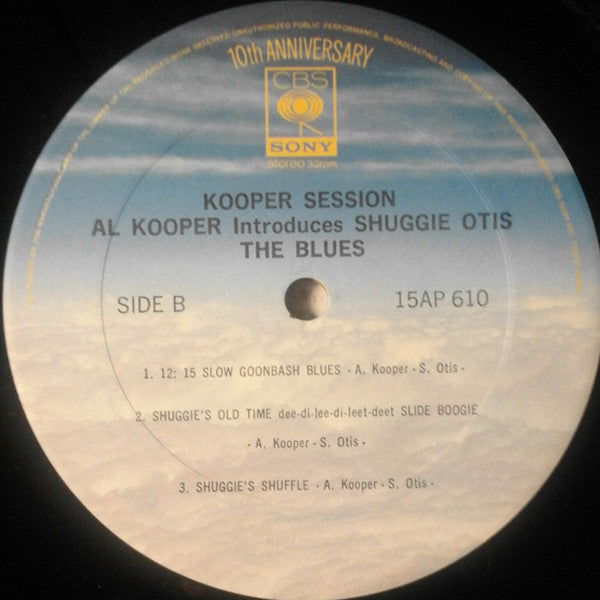 10th ANNIVERSARY
CBS
SONY
stereo 33rpm
KOOPER SESSION
AL KOOPER Introduces SHUGGIE OTIS
THE BLUES
SIDE B
15AP 610
1. 12: 15 SLOW GOONBASH BLUES - A. Kooper - S. Otis -
2. SHUGGIE'S OLD TIME dee-di-lee-di-leet-deet SLIDE BOOGIE
- A. Kooper - S. Otis -
3. SHUGGIE'S SHUFFLE - A. Kooper - S. Otis -